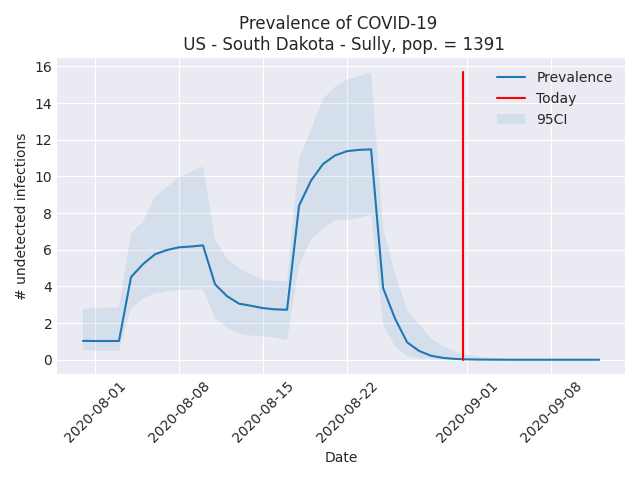 Prevalence of COVID-19
US - South Dakota - Sully, pop. = 1391
Prevalence
Today
95CI
# undetected infections
16
14
12
10
8
6
4
2
0
2020-08-01
2020-08-08
2020-08-15
2020-08-22
2020-09-01
2020-09-08
Date